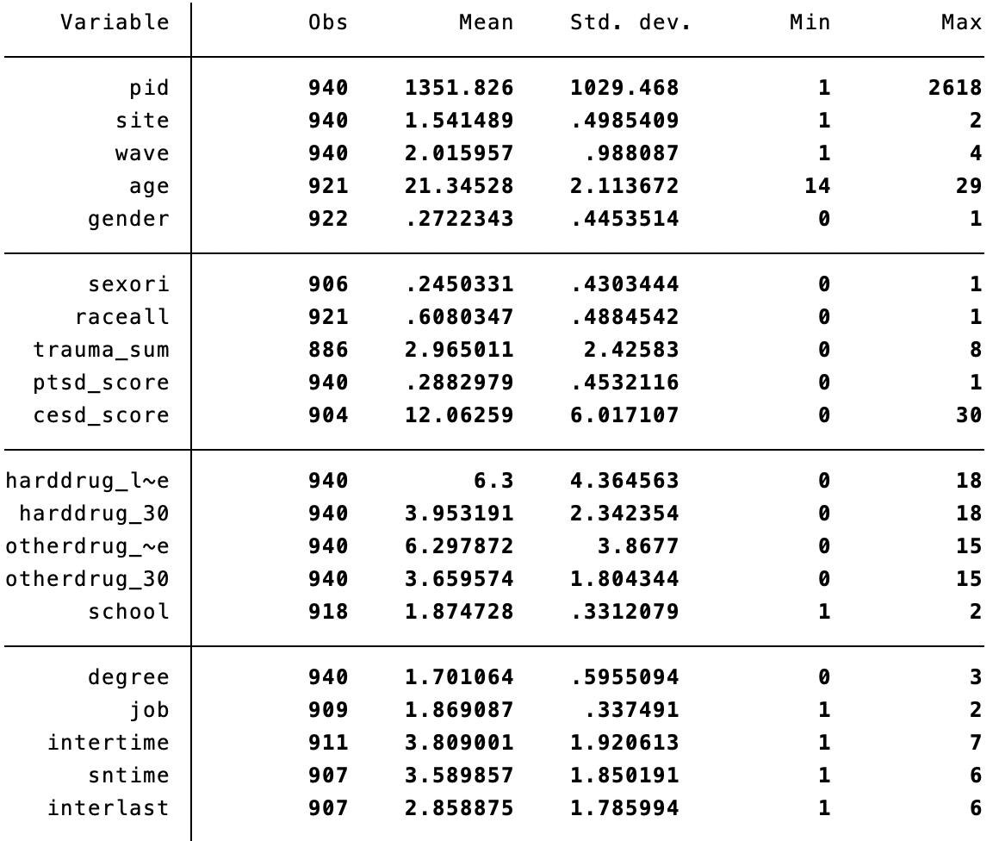 Variable Obs Mean Std. dev. Min Max
pid 940 1351.826 1029.468 1 2618
site 940 1.541489 .4985409 1 2
wave 940 2.015957 .988087 1 4
age 921 21.34528 2.113672 14 29
gender 922 .2722343 .4453514 0 1
sexori 906 .2450331 .4303444 0 1
raceall 921 .6080347 .4884542 0 1
trauma_sum 886 2.965011 2.42583 0 8
ptsd_score 940 .2882979 .4532116 0 1
cesd_score 904 12.06259 6.017107 0 30
harddrug_l~e 940 6.3 4.364563 0 18
harddrug_30 940 3.953191 2.342354 0 18
otherdrug_~e 940 6.297872 3.8677 0 15
otherdrug_30 940 3.659574 1.804344 0 15
school 918 1.874728 .3312079 1 2
degree 940 1.701064 .5955094 0 3
job 909 1.869087 .337491 1 2
intertime 911 3.809001 1.920613 1 7
sntime 907 3.589857 1.850191 1 6
interlast 907 2.858875 1.785994 1 6